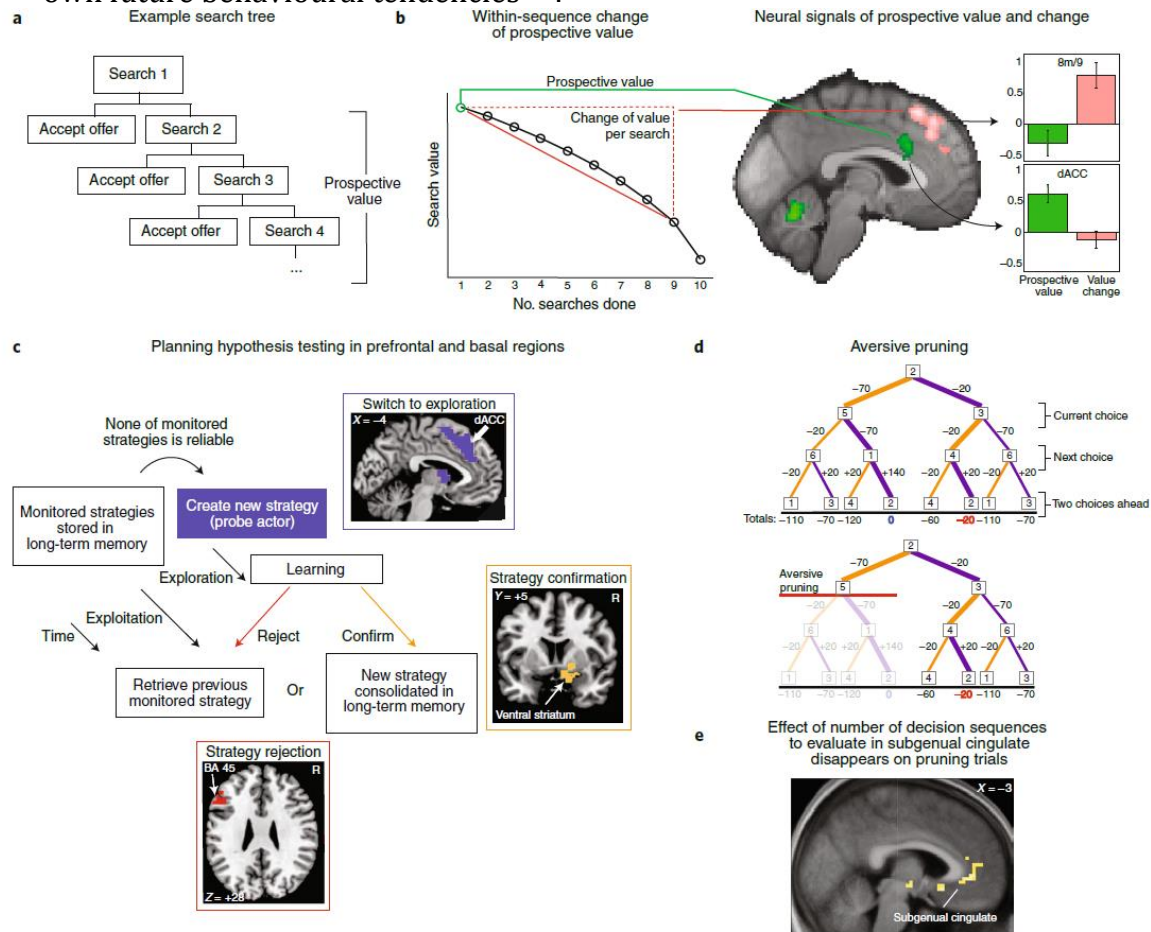 own future behavioural tendencies
a
Example search tree
Search 1
Accept offer
Search 2
Accept offer
Search 3
Accept offer
Search 4
...
Prospective
value
b
Within-sequence change
of prospective value
Prospective value
Change of value
per search
Search value
1 2 3 4 5 6 7 8 9 10
No. searches done
Neural signals of prospective value and change
8m/9
1
0.5
0
−0.5
dACC
1
0.5
0
−0.5
Prospective
value
Value
change
c
Planning hypothesis testing in prefrontal and basal regions
None of monitored
strategies is reliable
Monitored strategies
stored in
long-term memory
Create new strategy
(probe actor)
Switch to exploration
X = −4
dACC
Exploration
Learning
Exploitation
Time
Reject
Confirm
Retrieve previous
monitored strategy
Or
New strategy
consolidated in
long-term memory
Strategy confirmation
Y = +5
R
Ventral striatum
Strategy rejection
BA 45
R
Z = +28
d
Aversive pruning
2
−70
−20
5
3
Current choice
−20
−70
−20
−70
6
1
4
6
Next choice
−20
+20
+20
+140
−20
+20
−20
+20
1
3
4
2
4
2
1
3
Two choices ahead
Totals: −110 −70 −120 0 −60 −20 −110 −70
2
−70
−20
Aversive
pruning
5
3
−20
−70
−20
−70
6
1
4
6
−20
+20
+20
+140
−20
+20
−20
+20
1
3
4
2
4
2
1
3
−110 −70 −120 0 −60 −20 −110 −70
e
Effect of number of decision sequences
to evaluate in subgenual cingulate
disappears on pruning trials
X = −3
Subgenual cingulate